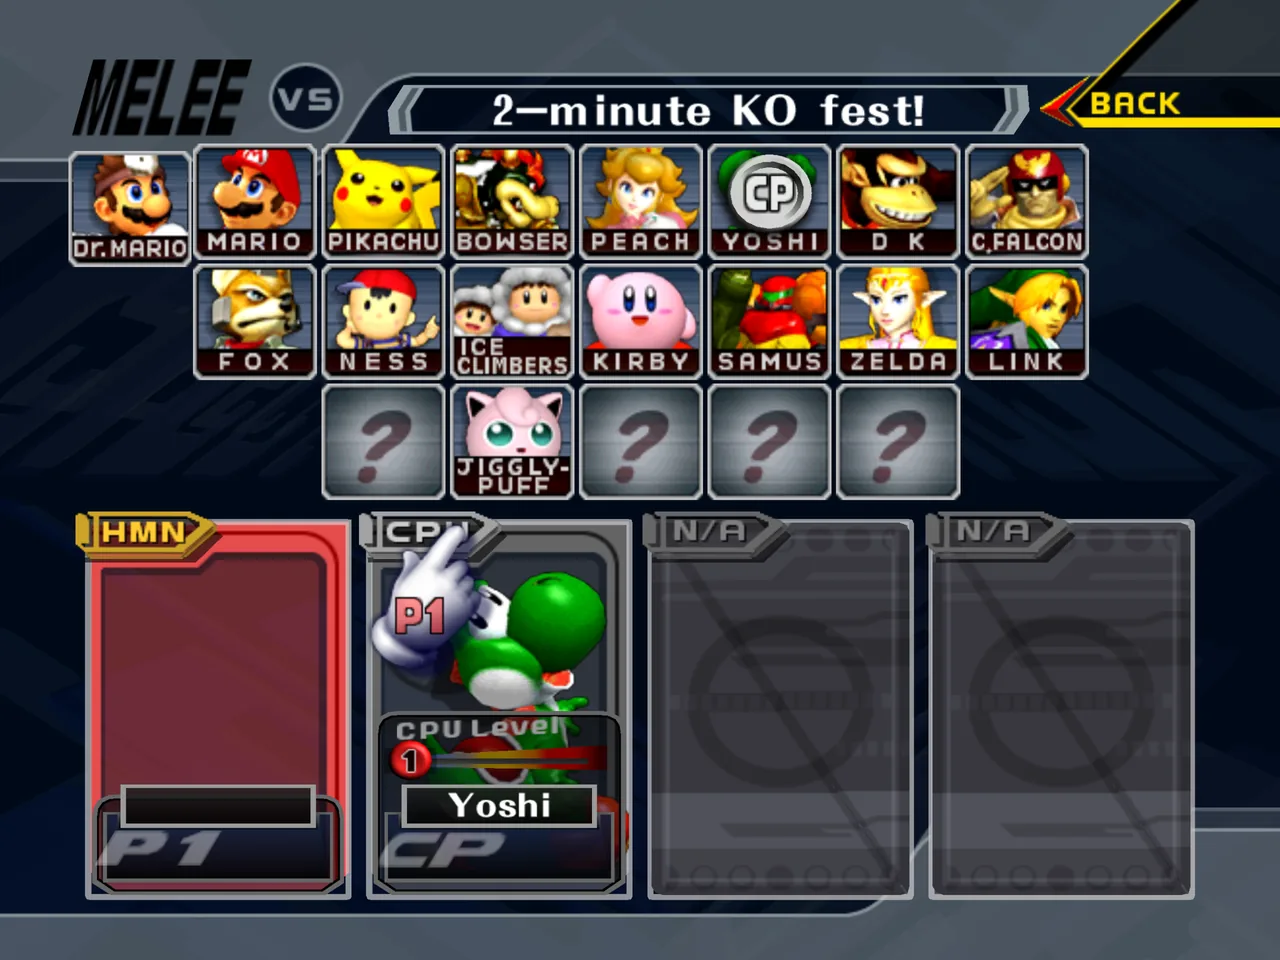 MELEE VS 2-minute KO fest! BACK
Dr.MARIO MARIO PIKACHU BOWSER PEACH CP YOSHI D K C,FALCON
FOX NESS ICE CLIMBERS KIRBY SAMUS ZELDA LINK
? JIGGLY-PUFF ? ? ?
HMN CPU N/A N/A
P1
CPU Level
1
Yoshi
P1 CP